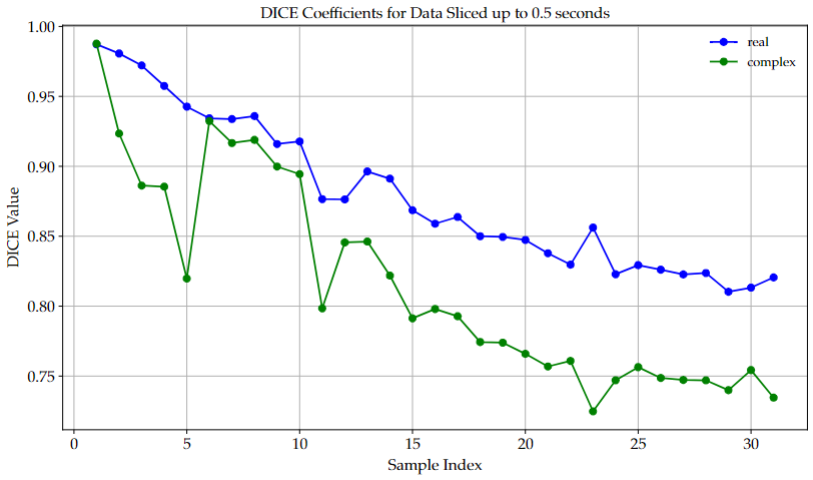 DICE Coefficients for Data Sliced up to 0.5 seconds
real
complex
DICE Value
1.00
0.95
0.90
0.85
0.80
0.75
0 5 10 15 20 25 30
Sample Index